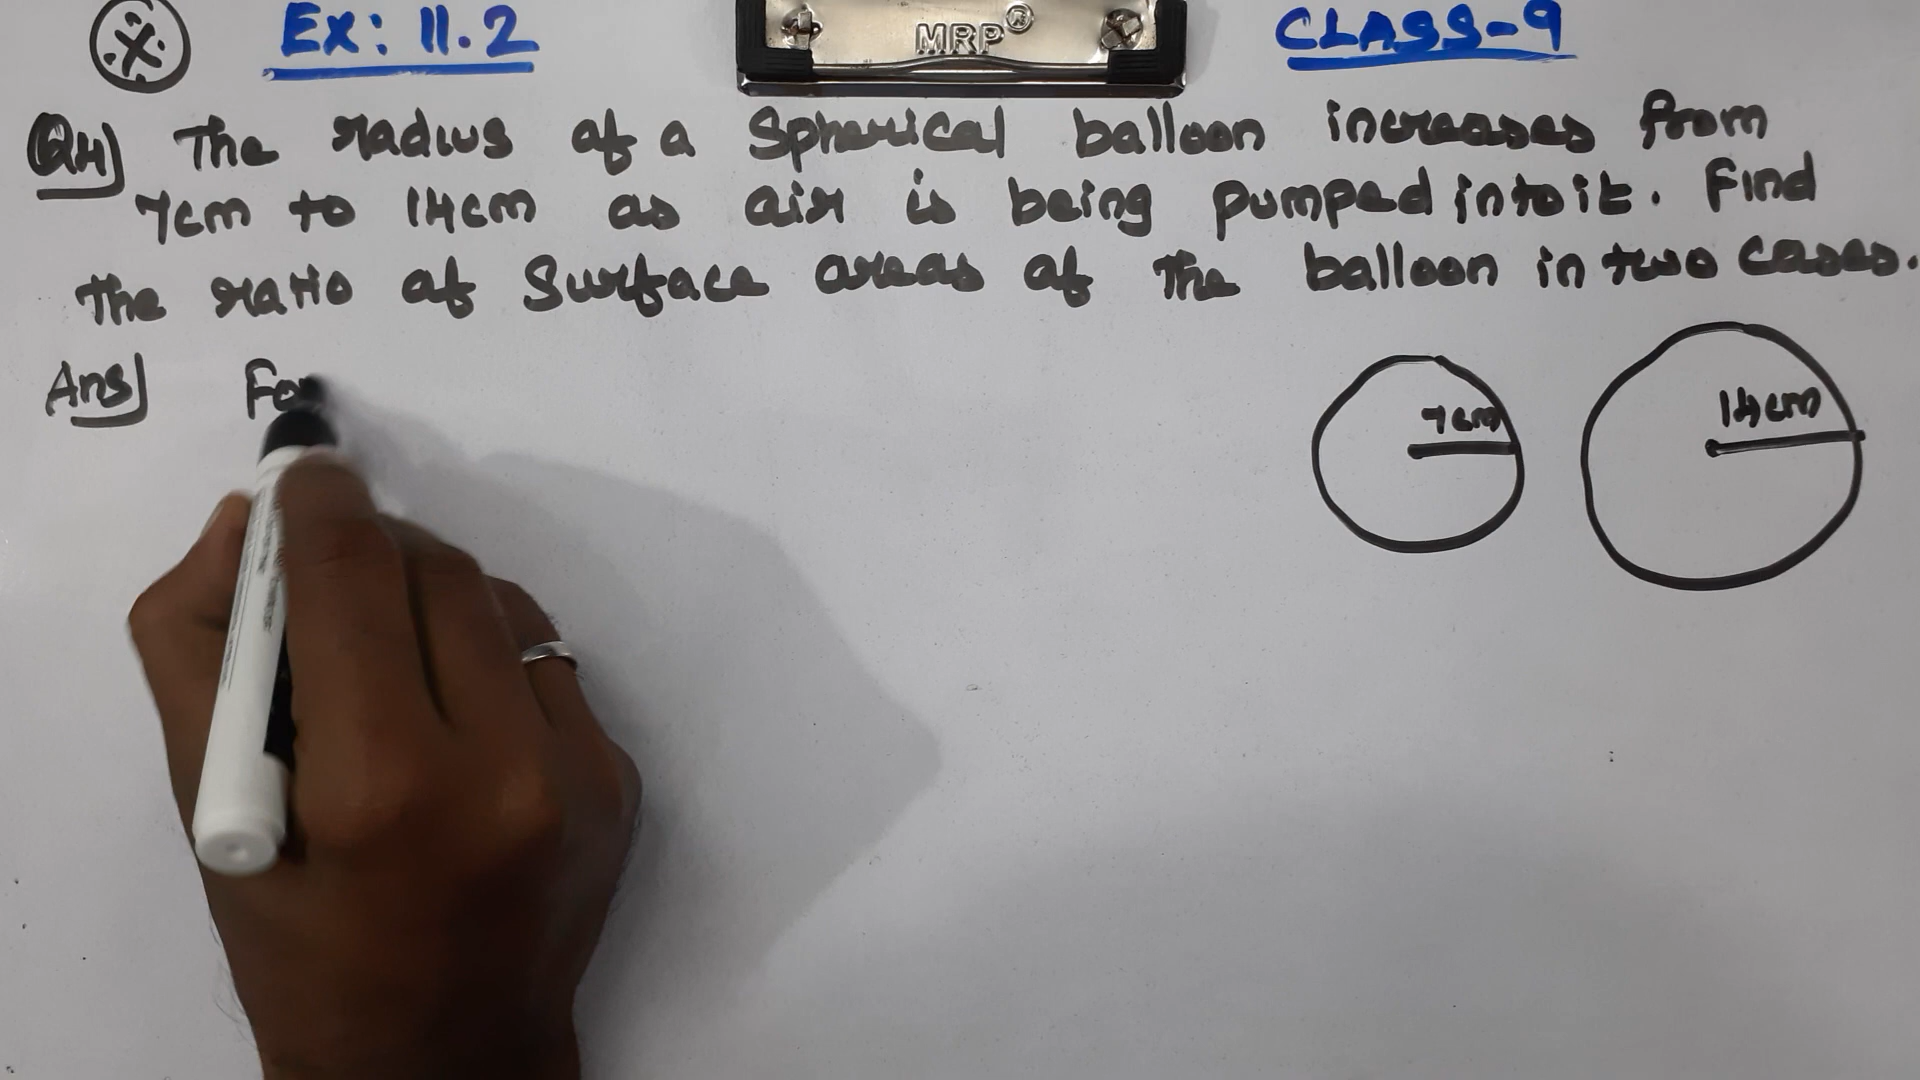 Ex: 11.2
MRP®
CLASS-9
Q4) The radius of a Spherical balloon increases from
7cm to 14cm as air is being pumped into it. Find
the ratio of Surface areas of the balloon in two cases.
Ans) For
7cm
14cm